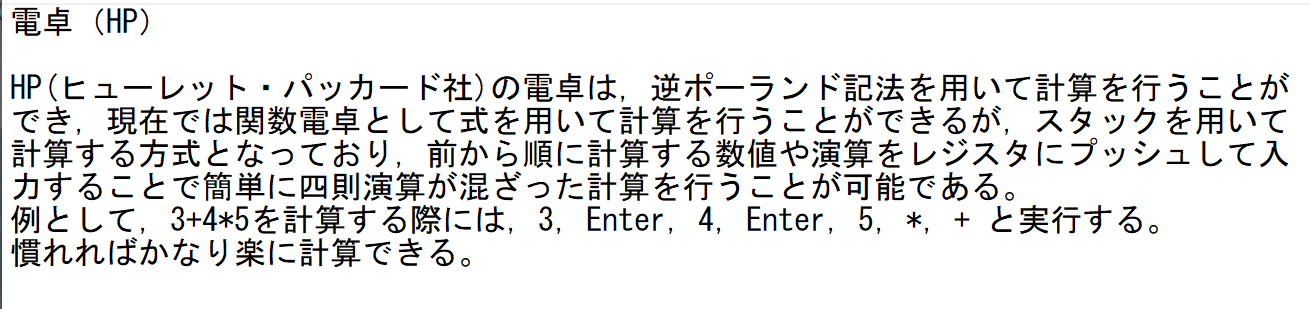 電卓 (HP)
HP(ヒューレット・パッカード社)の電卓は, 逆ポーランド記法を用いて計算を行うことが
でき, 現在では関数電卓として式を用いて計算を行うことができるが, スタックを用いて
計算する方式となっており, 前から順に計算する数値や演算をレジスタにプッシュして入
力することで簡単に四則演算が混ざった計算を行うことが可能である。
例として, 3+4*5を計算する際には, 3, Enter, 4, Enter, 5, *, + と実行する。
慣れればかなり楽に計算できる。